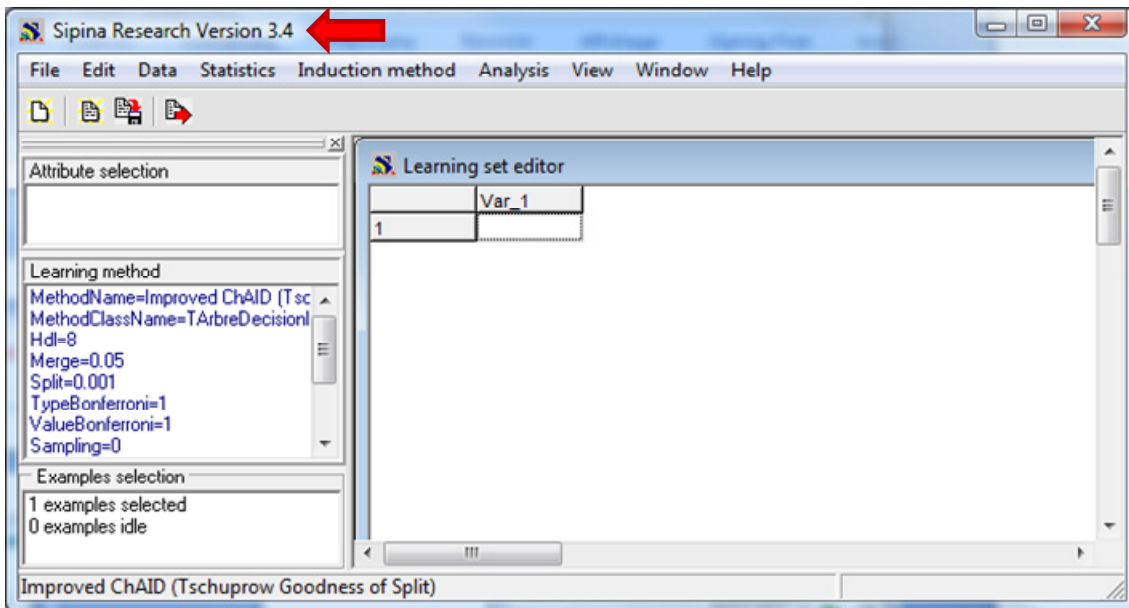 Sipina Research Version 3.4
File Edit Data Statistics Induction method Analysis View Window Help
Attribute selection
Learning method
MethodName=Improved ChAID (Tsc
MethodClassName=TArbreDecisionI
Hdl=8
Merge=0.05
Split=0.001
TypeBonferroni=1
ValueBonferroni=1
Sampling=0
Examples selection
1 examples selected
0 examples idle
Learning set editor
Var_1
1
Improved ChAID (Tschuprow Goodness of Split)